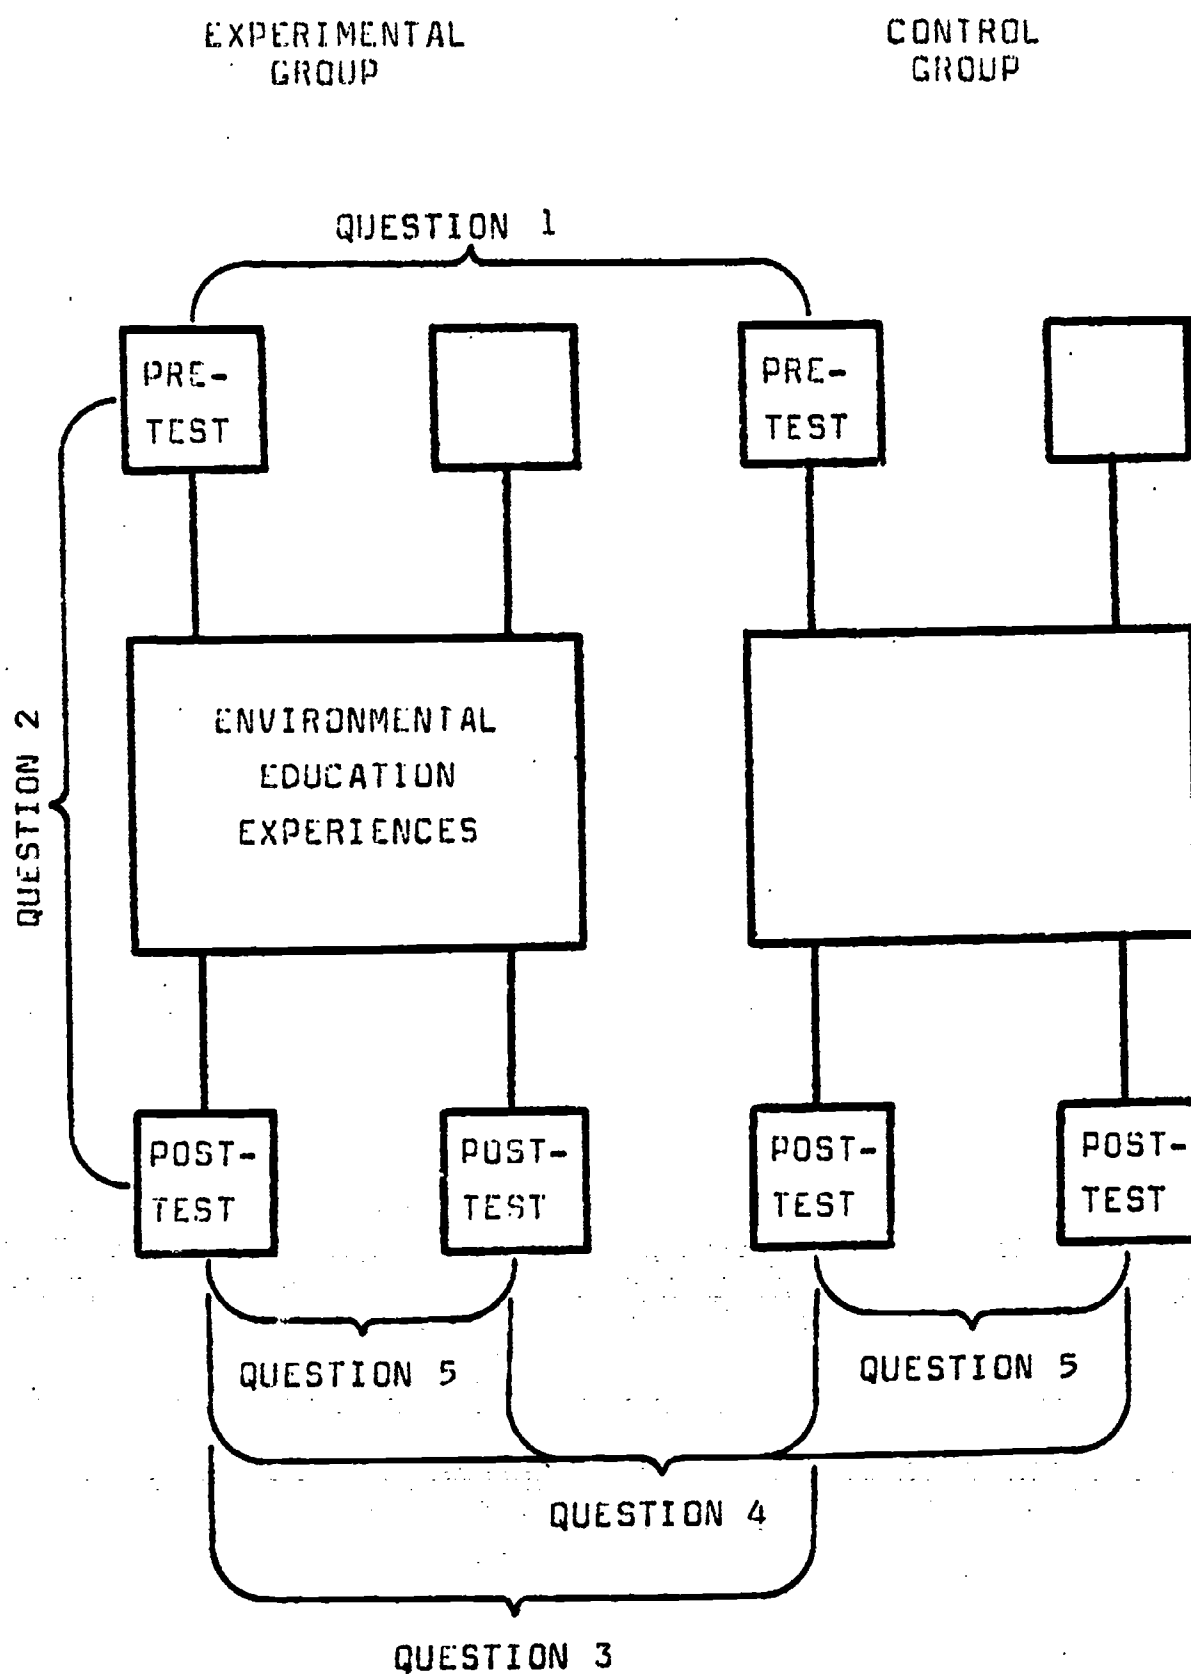 EXPERIMENTAL
GROUP
CONTROL
GROUP
QUESTION 1
PRE-
TEST
PRE-
TEST
QUESTION 2
ENVIRONMENTAL
EDUCATION
EXPERIENCES
POST-
TEST
POST-
TEST
POST-
TEST
POST-
TEST
QUESTION 5
QUESTION 5
QUESTION 4
QUESTION 3